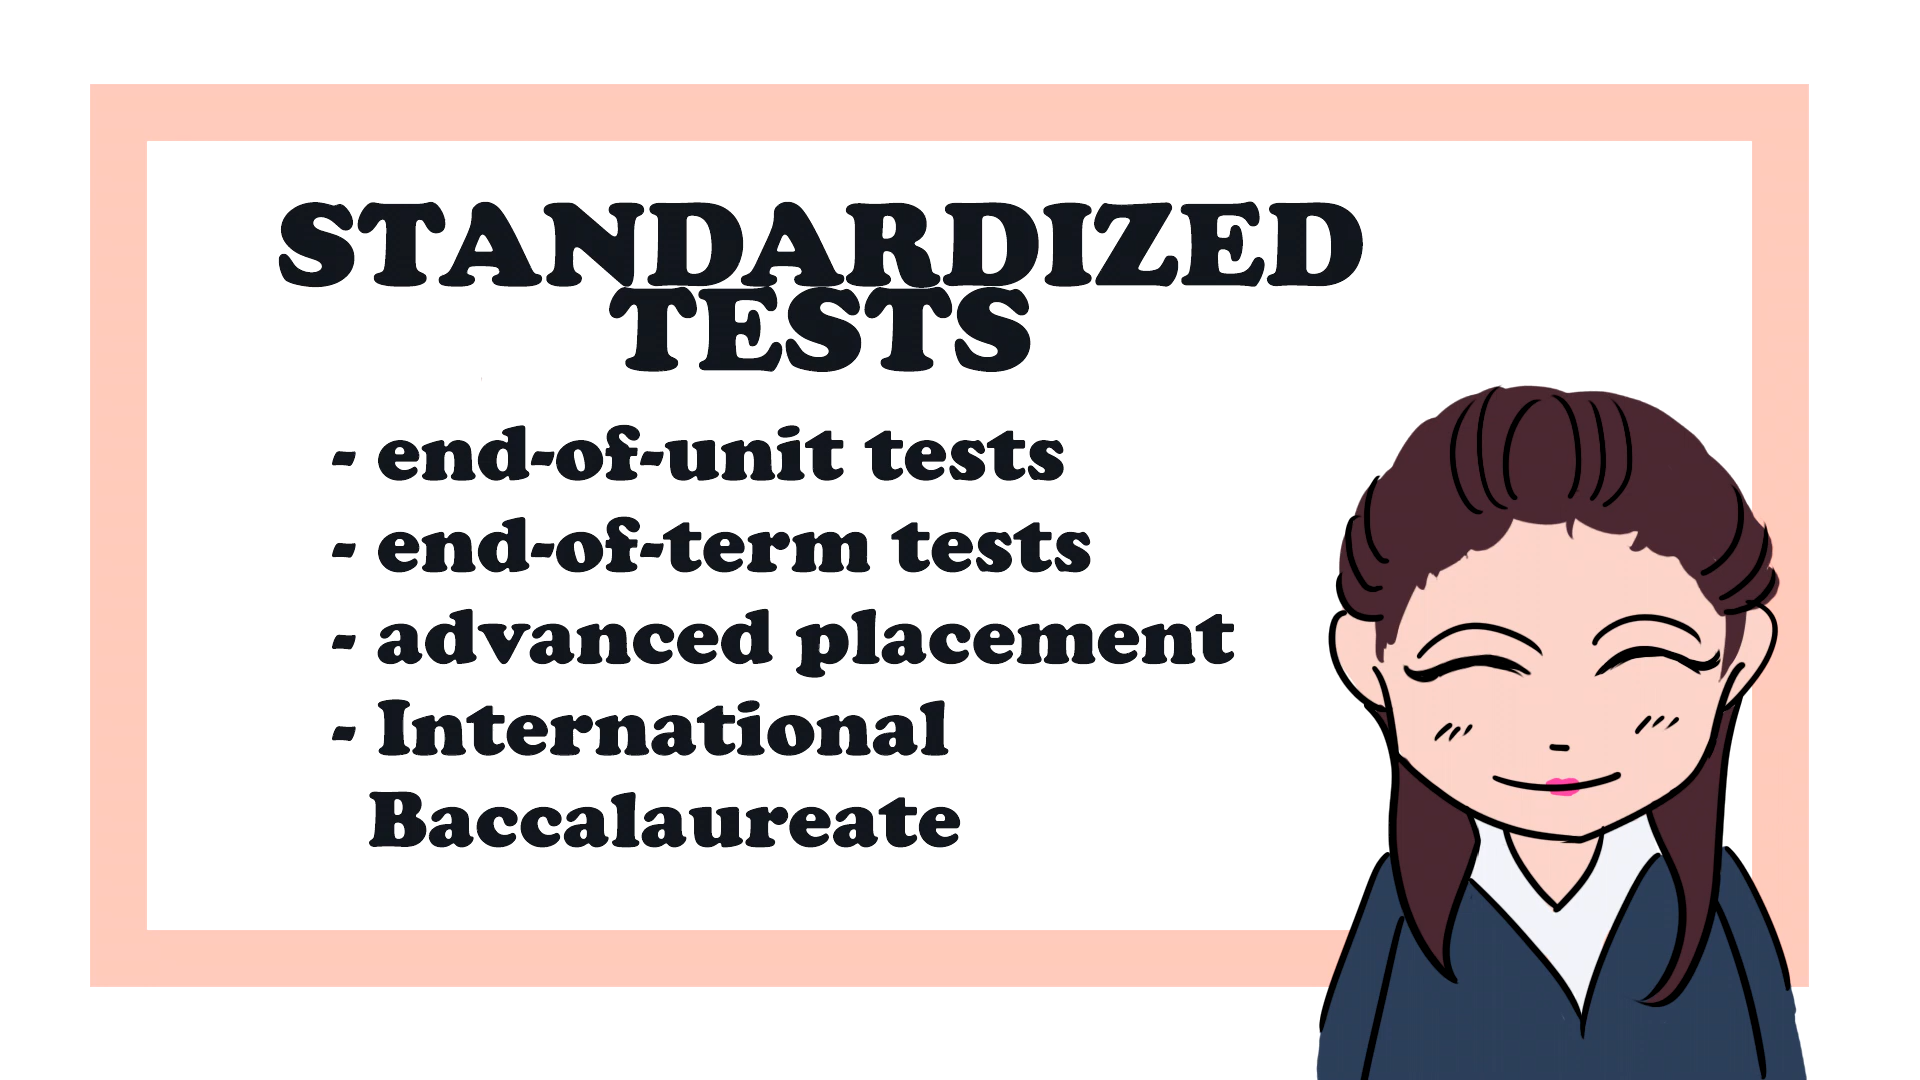 STANDARDIZED
TESTS
- end-of-unit tests
- end-of-term tests
- advanced placement
- International
Baccalaureate